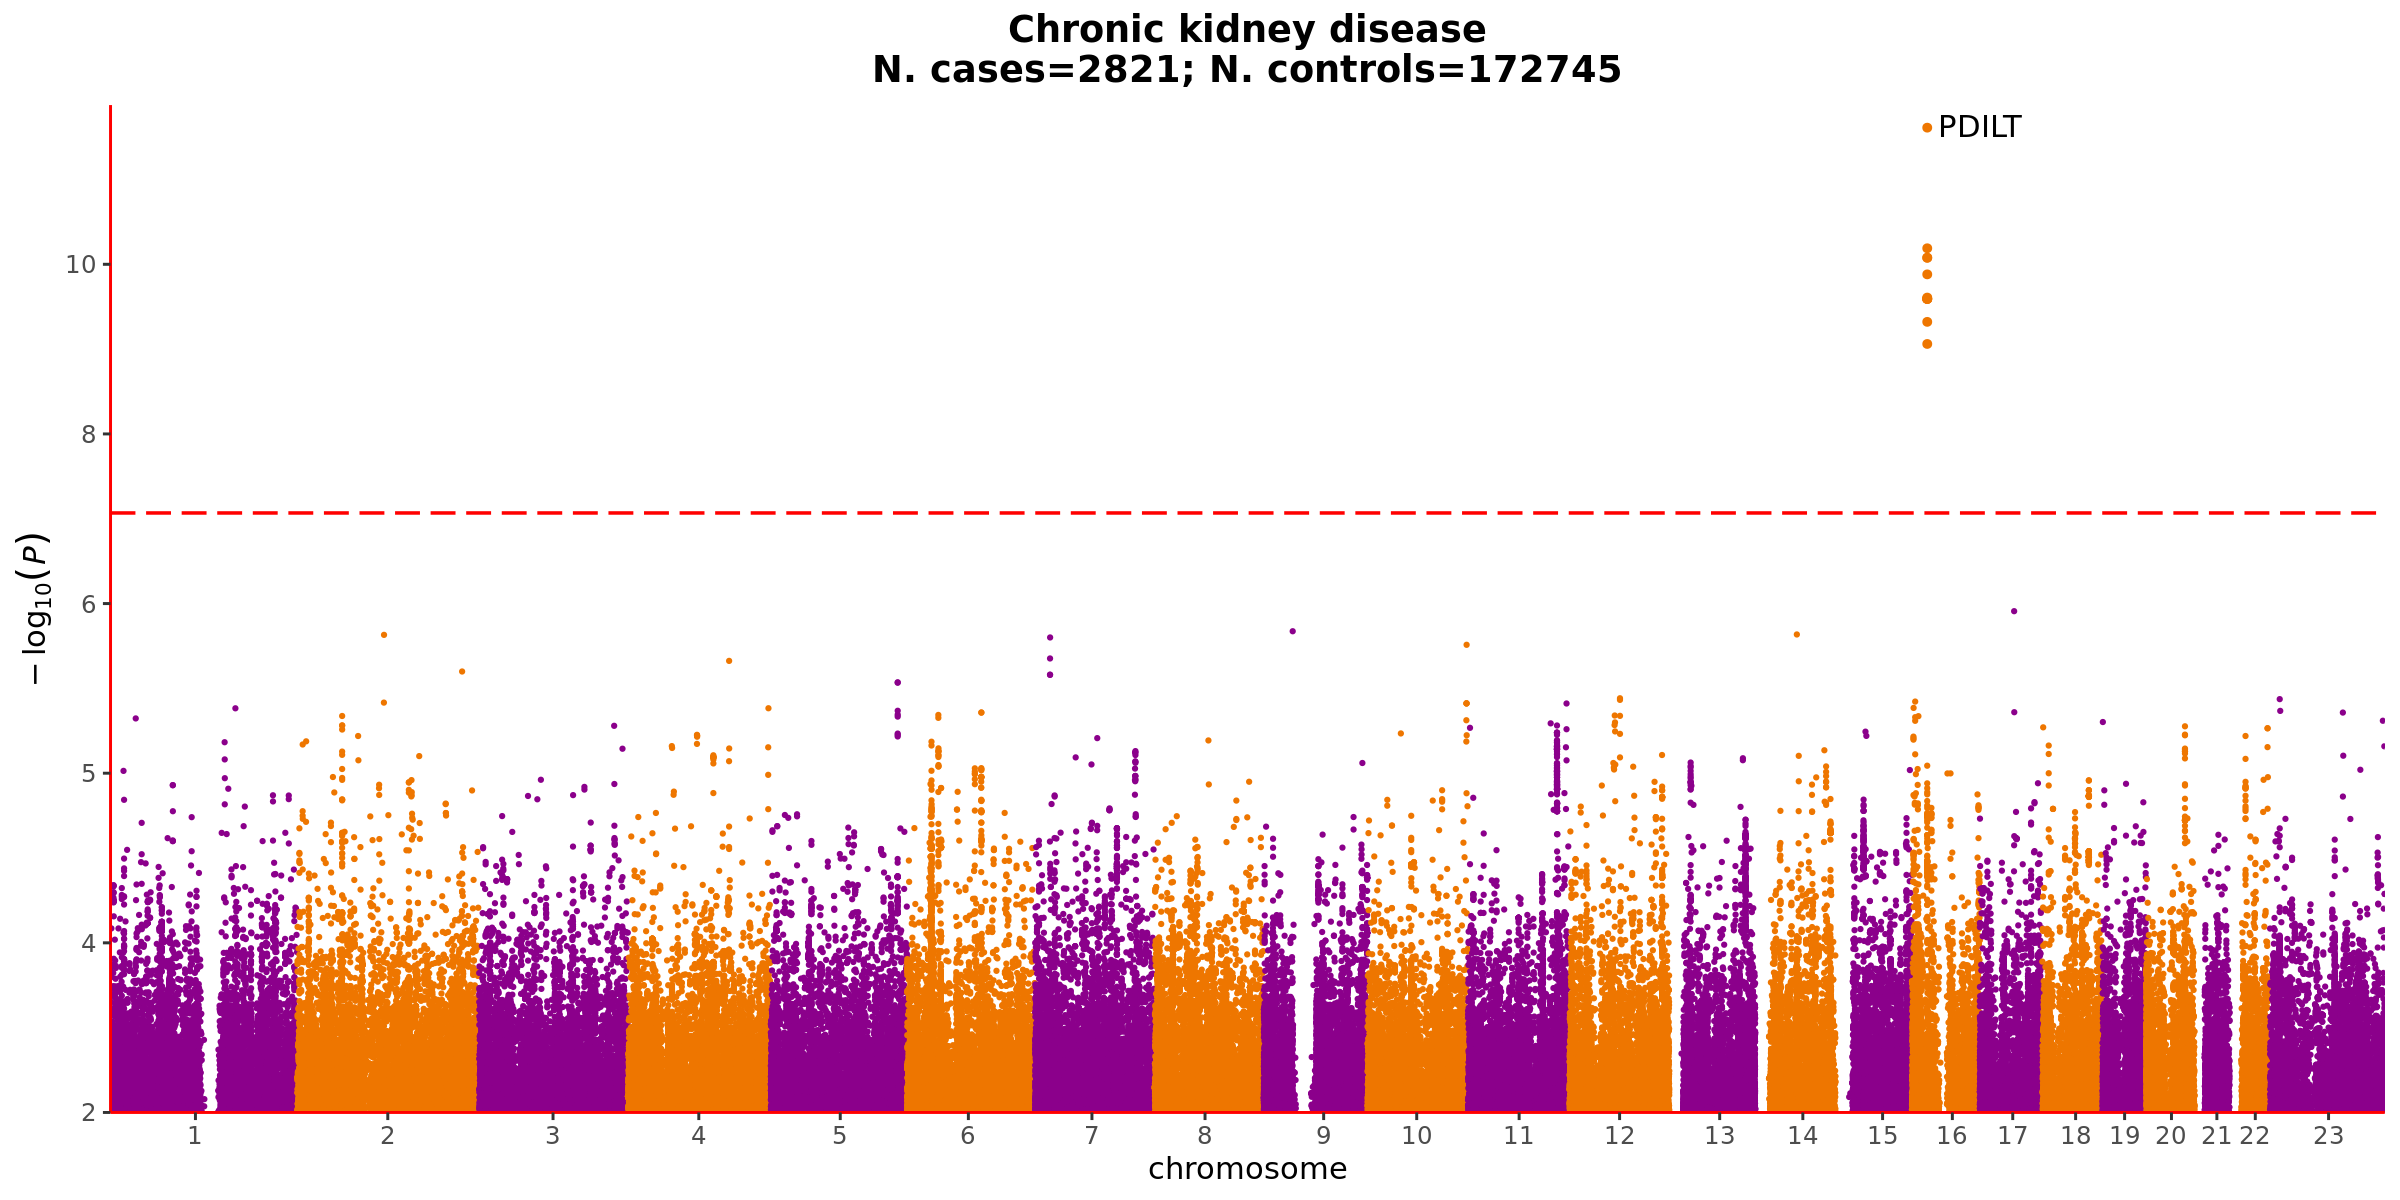 Chronic kidney disease
N. cases=2821; N. controls=172745
PDILT
10
8
6
5
4
2
−log10(P)
1 2 3 4 5 6 7 8 9 10 11 12 13 14 15 16 17 18 19 20 21 22 23
chromosome